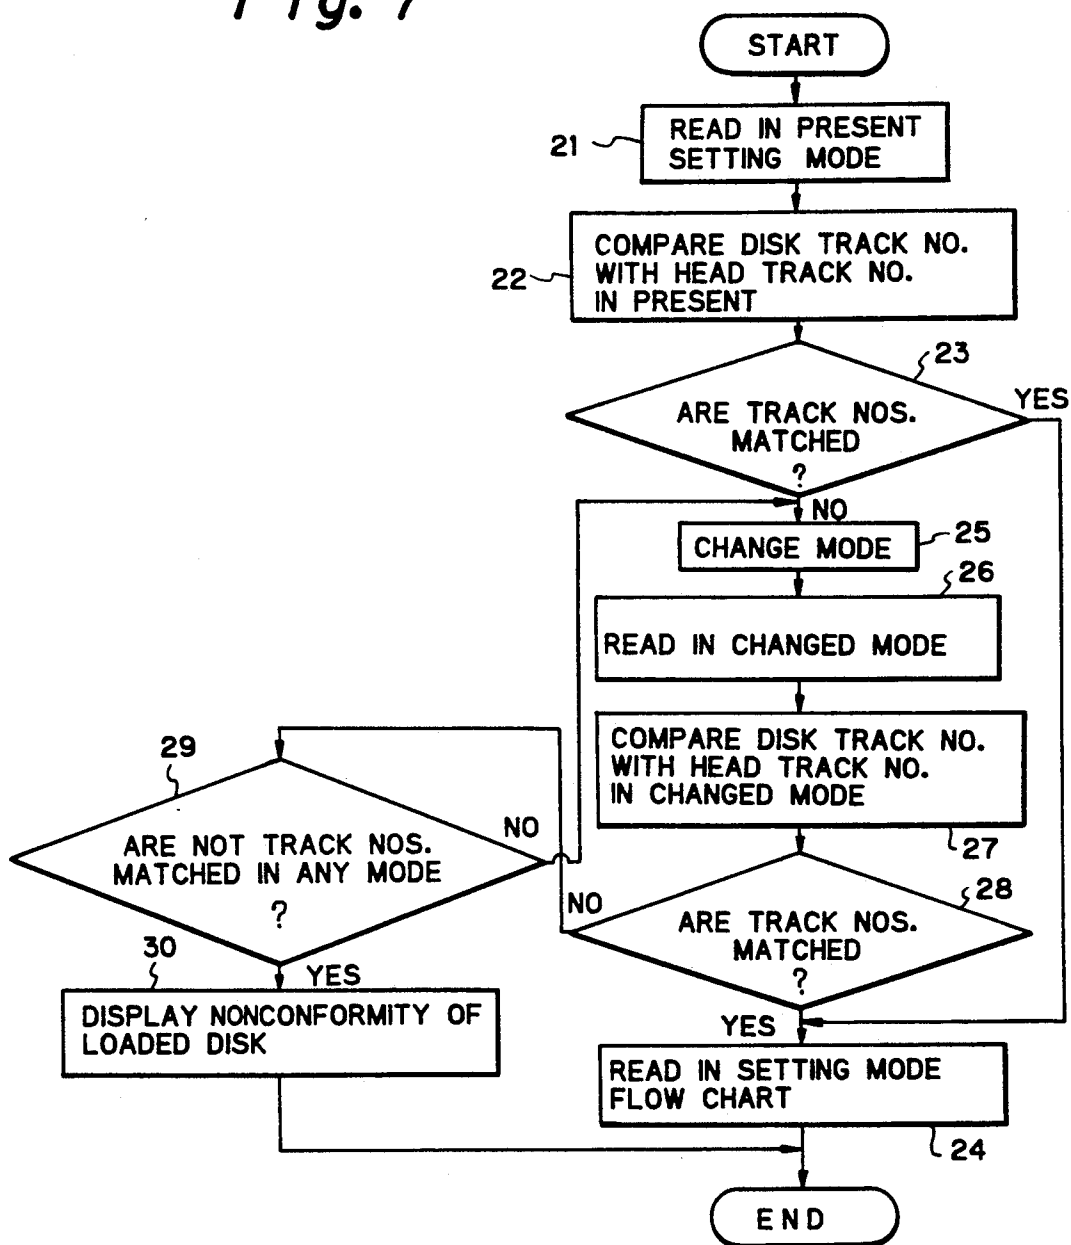 Fig. 7
START
21
READ IN PRESENT
SETTING MODE
22
COMPARE DISK TRACK NO.
WITH HEAD TRACK NO.
IN PRESENT
23
ARE TRACK NOS.
MATCHED
?
YES
NO
CHANGE MODE
25
26
READ IN CHANGED MODE
COMPARE DISK TRACK NO.
WITH HEAD TRACK NO.
IN CHANGED MODE
27
28
ARE TRACK NOS.
MATCHED
?
NO
YES
29
ARE NOT TRACK NOS.
MATCHED IN ANY MODE
?
NO
YES
30
DISPLAY NONCONFORMITY OF
LOADED DISK
READ IN SETTING MODE
FLOW CHART
24
END